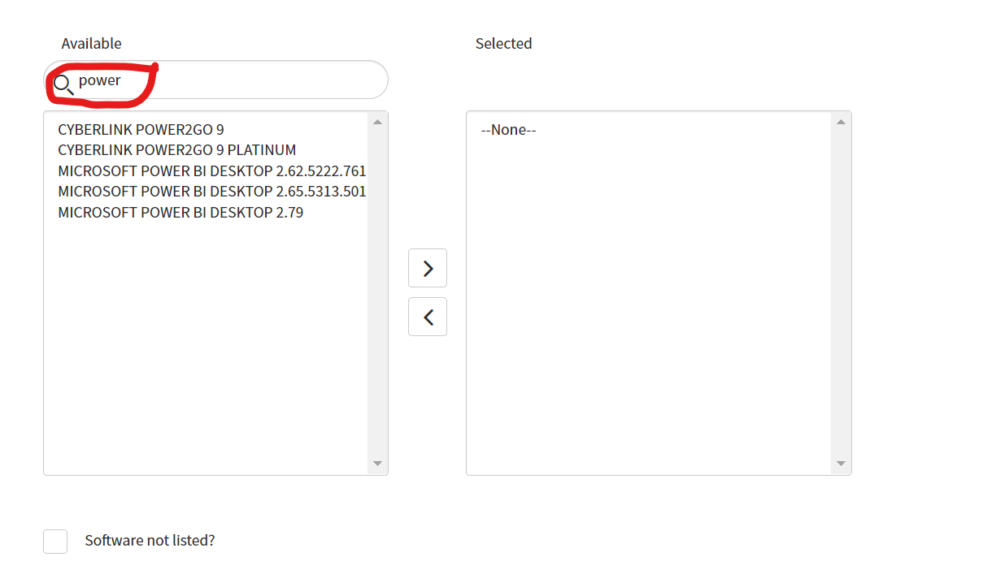 Available
Selected
power
CYBERLINK POWER2GO 9
CYBERLINK POWER2GO 9 PLATINUM
MICROSOFT POWER BI DESKTOP 2.62.5222.761
MICROSOFT POWER BI DESKTOP 2.65.5313.501
MICROSOFT POWER BI DESKTOP 2.79
--None--
Software not listed?